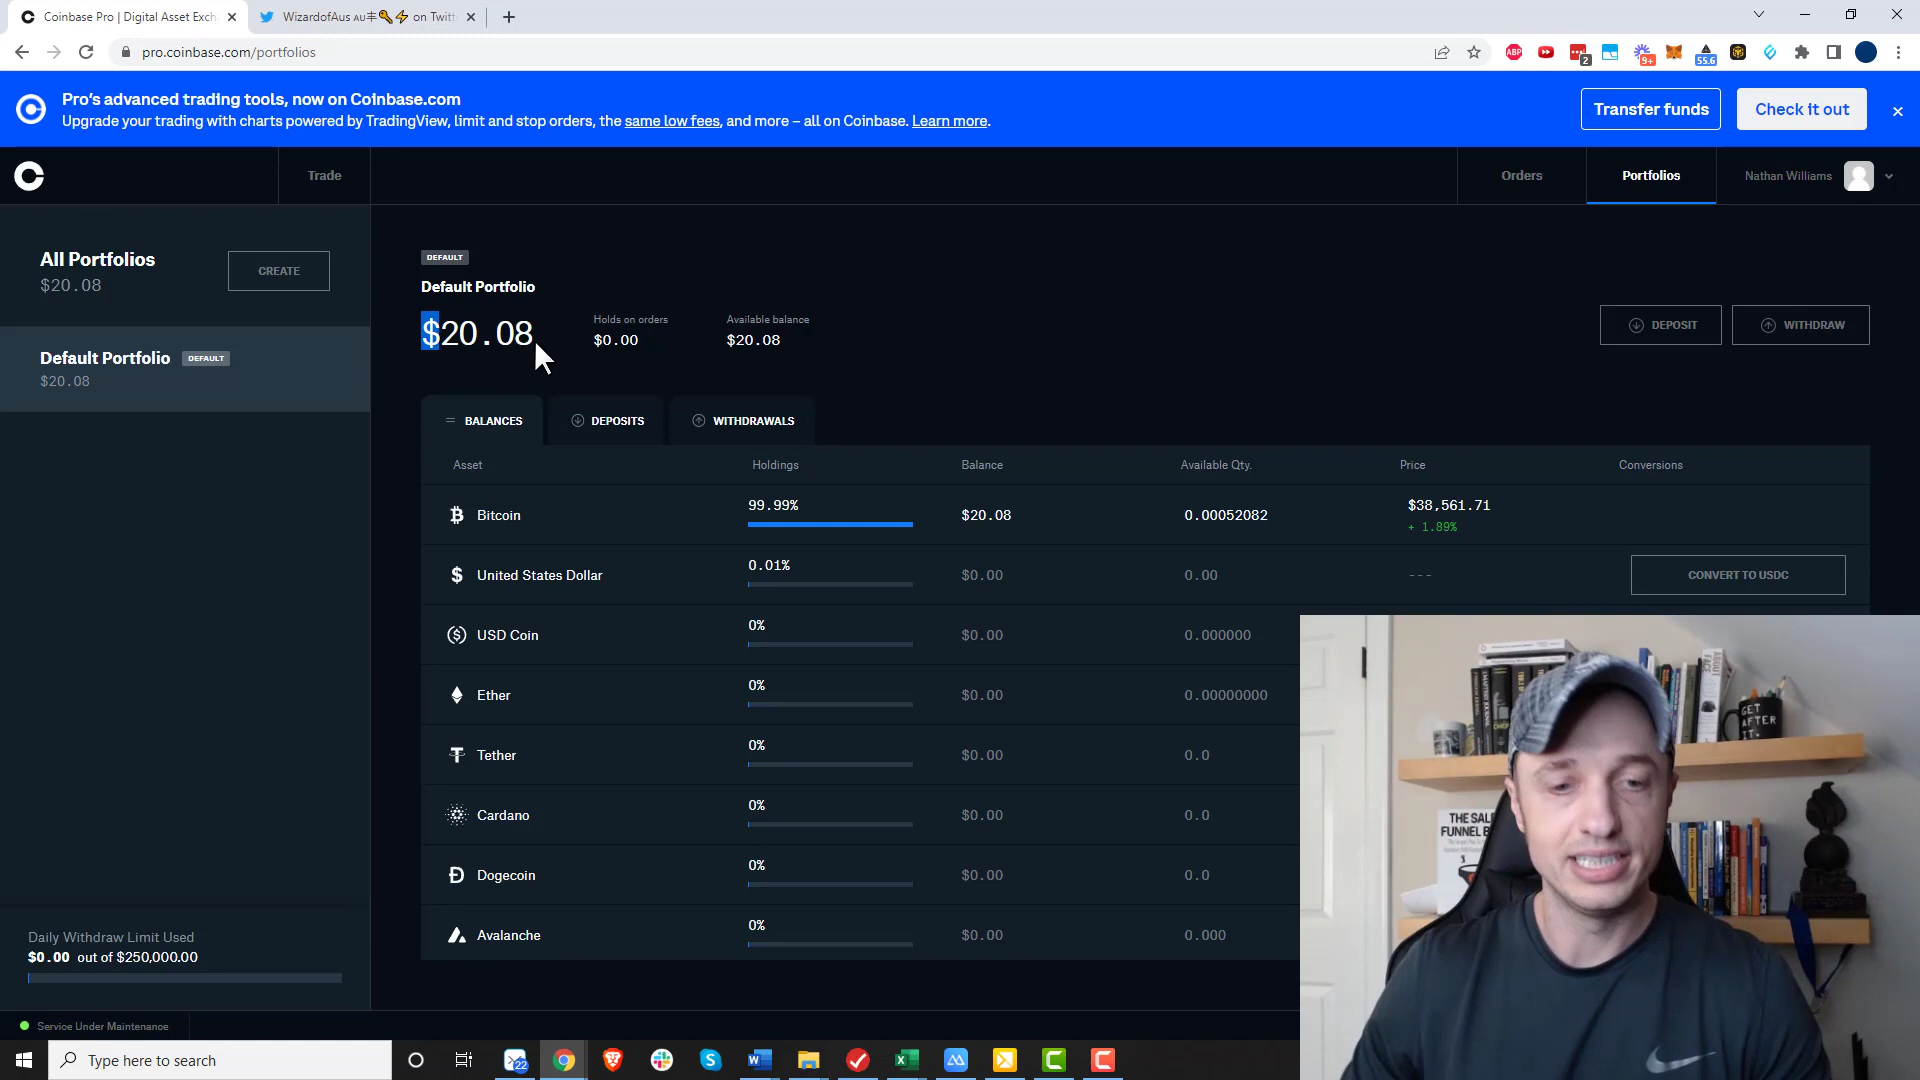 Coinbase Pro | Digital Asset Exch
WizardofAus
on Twitt
pro.coinbase.com/portfolios
ABP
2
9+
55.6
Pro's advanced trading tools, now on Coinbase.com
Upgrade your trading with charts powered by TradingView, limit and stop orders, the same low fees, and more – all on Coinbase. Learn more.
Transfer funds
Check it out
Trade
Orders
Portfolios
Nathan Williams
All Portfolios
$20.08
CREATE
Default Portfolio DEFAULT
$20.08
DEFAULT
Default Portfolio
$20.08
Holds on orders
$0.00
Available balance
$20.08
DEPOSIT
WITHDRAW
BALANCES
DEPOSITS
WITHDRAWALS
Asset Holdings Balance Available Qty. Price Conversions
Bitcoin 99.99% $20.08 0.00052082 $38,561.71
+ 1.89%
United States Dollar 0.01% $0.00 0.00 --- CONVERT TO USDC
USD Coin 0% $0.00 0.000000
Ether 0% $0.00 0.00000000
Tether 0% $0.00 0.0
Cardano 0% $0.00 0.0
Dogecoin 0% $0.00 0.0
Avalanche 0% $0.00 0.000
Daily Withdraw Limit Used
$0.00 out of $250,000.00
Service Under Maintenance
GET
AFTER
IT.
THE SAL
FUNNEL B
Type here to search
22